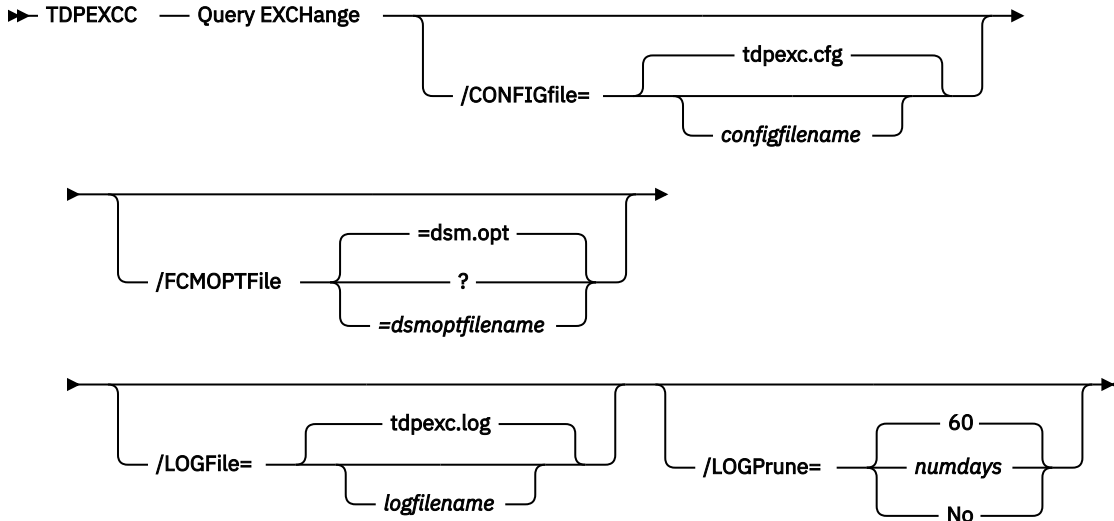 TDPEXCC Query EXCHange
tdpexc.cfg
/CONFIGfile=
configfilename
=dsm.opt
/FCMOPTFile ?
=dsmoptfilename
tdpexc.log
/LOGFile=
logfilename
60
/LOGPrune= numdays
No